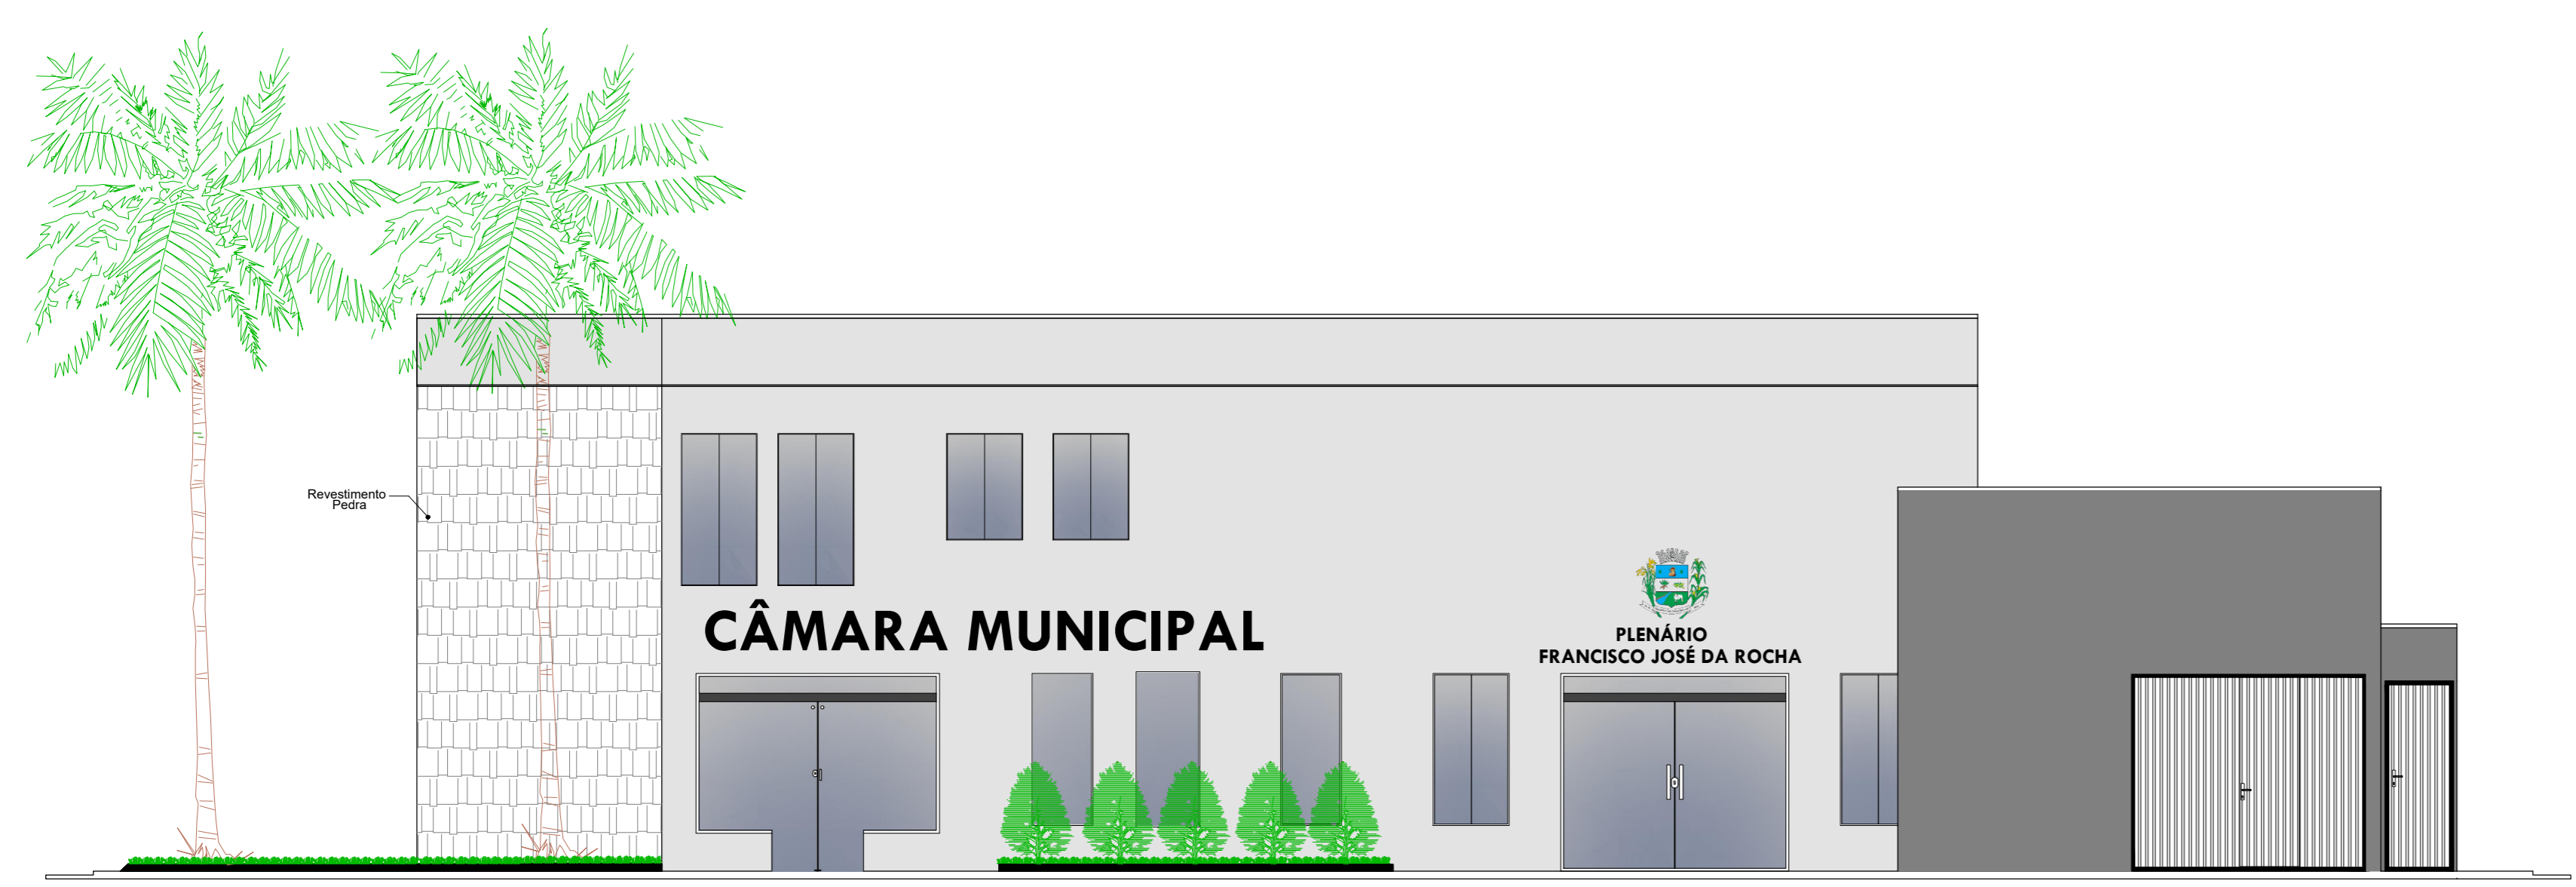 Revestimento
Pedra
CÂMARA MUNICIPAL
PLENÁRIO
FRANCISCO JOSÉ DA ROCHA